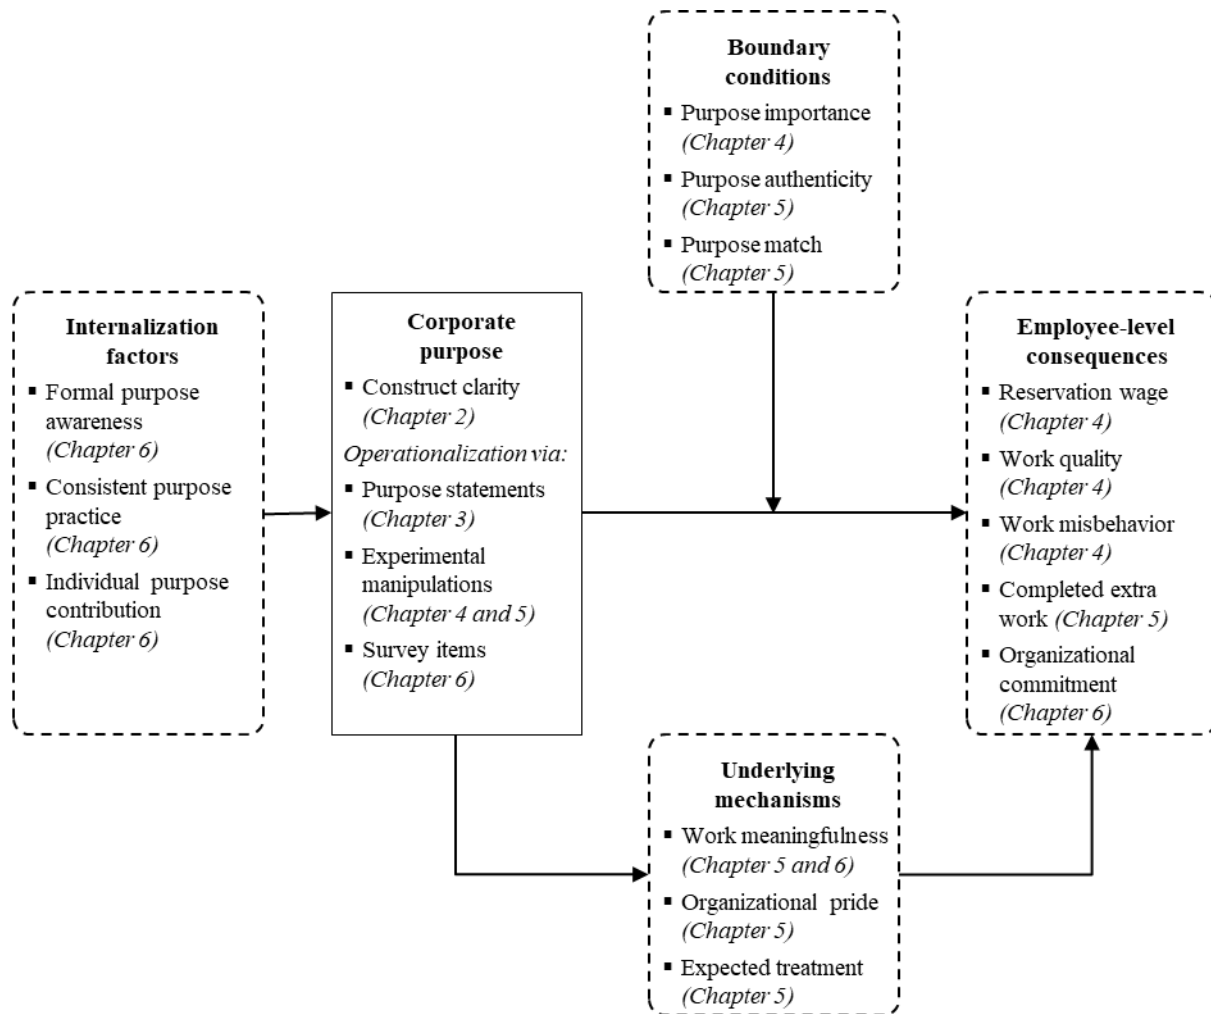 Boundary
conditions
▪ Purpose importance
(Chapter 4)
▪ Purpose authenticity
(Chapter 5)
▪ Purpose match
(Chapter 5)
Internalization
factors
▪ Formal purpose
awareness
(Chapter 6)
▪ Consistent purpose
practice
(Chapter 6)
▪ Individual purpose
contribution
(Chapter 6)
Corporate
purpose
▪ Construct clarity
(Chapter 2)
Operationalization via:
▪ Purpose statements
(Chapter 3)
▪ Experimental
manipulations
(Chapter 4 and 5)
▪ Survey items
(Chapter 6)
Employee-level
consequences
▪ Reservation wage
(Chapter 4)
▪ Work quality
(Chapter 4)
▪ Work misbehavior
(Chapter 4)
▪ Completed extra
work (Chapter 5)
▪ Organizational
commitment
(Chapter 6)
Underlying
mechanisms
▪ Work meaningfulness
(Chapter 5 and 6)
▪ Organizational pride
(Chapter 5)
▪ Expected treatment
(Chapter 5)